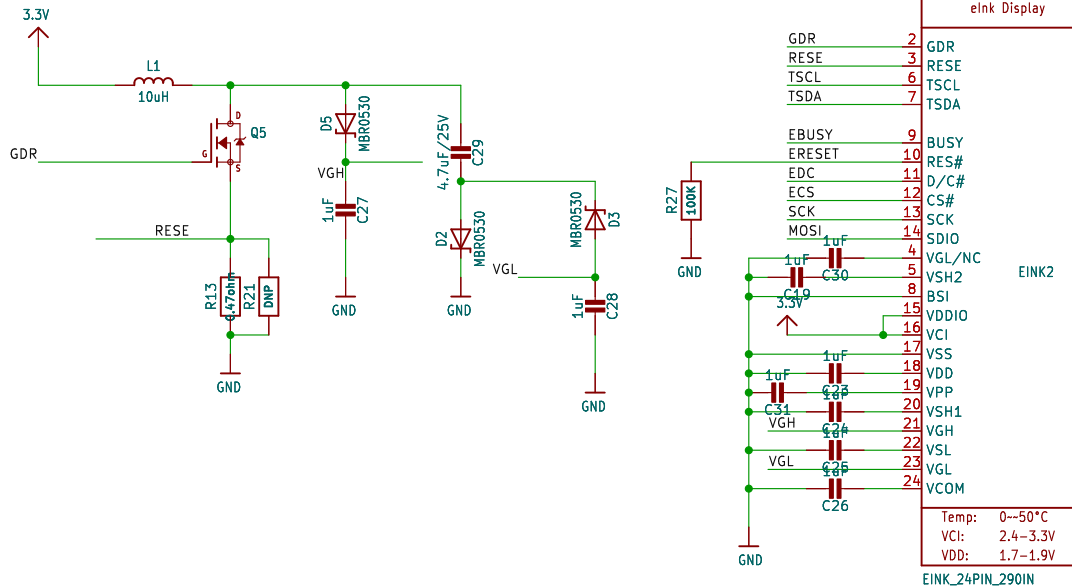 3.3V
L1
10uH
D
G
S
Q5
GDR
D5
MBR0530
VGH
1uF
C27
GND
4.7uF/25V
C29
D2
MBR0530
GND
MBR0530
D3
VGL
1uF
C28
GND
RESE
R13
0.47ohm
R21
DNP
GND
eInk Display
GDR 2 GDR
RESE 3 RESE
TSCL 6 TSCL
TSDA 7 TSDA
EBUSY 9 BUSY
ERESET 10 RES#
EDC 11 D/C#
ECS 12 CS#
SCK 13 SCK
MOSI 14 SDIO
R27
100K
GND
1uF
C30
4 VGL/NC
1uF
C19
5 VSH2
8 BSI
3.3V
15 VDDIO
16 VCI
17 VSS
1uF
C23
18 VDD
1uF
C31
19 VPP
1uF
C24
20 VSH1
VGH 21 VGH
1uF
C25
22 VSL
VGL 23 VGL
1uF
C26
24 VCOM
GND
EINK2
Temp: 0~~50°C
VCI: 2.4-3.3V
VDD: 1.7-1.9V
EINK_24PIN_290IN